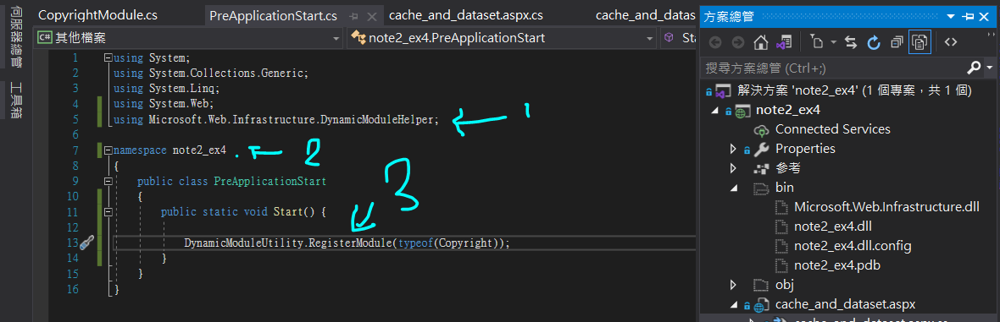 伺服器總管
工具箱
CopyrightModule.cs
PreApplicationStart.cs
cache_and_dataset.aspx.cs
cache_and_datas
C# 其他檔案
note2_ex4.PreApplicationStart
Sta
1 using System;
2 using System.Collections.Generic;
3 using System.Linq;
4 using System.Web;
5 using Microsoft.Web.Infrastructure.DynamicModuleHelper;
1
6
7 namespace note2_ex4
2
8 {
9 public class PreApplicationStart
3
10 {
11 public static void Start() {
12
13 DynamicModuleUtility.RegisterModule(typeof(Copyright));
14 }
15 }
16 }
方案總管
搜尋方案總管 (Ctrl+;)
解決方案 'note2_ex4' (1 個專案，共 1 個)
note2_ex4
Connected Services
Properties
參考
bin
Microsoft.Web.Infrastructure.dll
note2_ex4.dll
note2_ex4.dll.config
note2_ex4.pdb
obj
cache_and_dataset.aspx